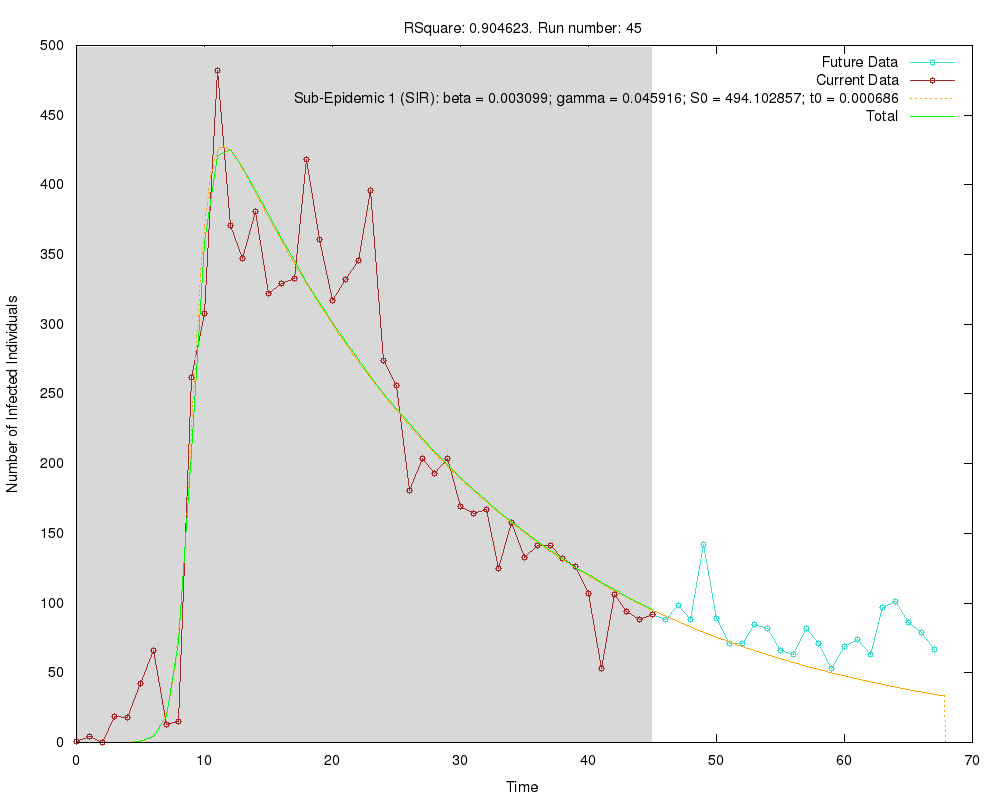 RSquare: 0.904623. Run number: 45
500
450
400
350
300
250
200
150
100
50
0
Number of Infected Individuals
Future Data
Current Data
Sub-Epidemic 1 (SIR): beta = 0.003099; gamma = 0.045916; S0 = 494.102857; t0 = 0.000686
Total
0 10 20 30 40 50 60 70
Time